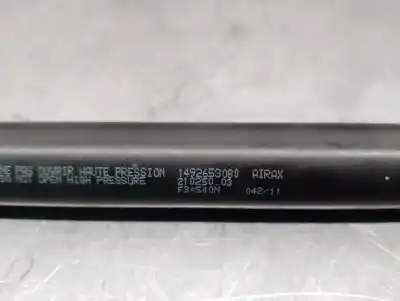 NE PAS OUVRIR HAUTE PRESSION 1492653080 AIRAX
NOT OPEN HIGH PRESSURE 210250 03
F3=540N 042/11